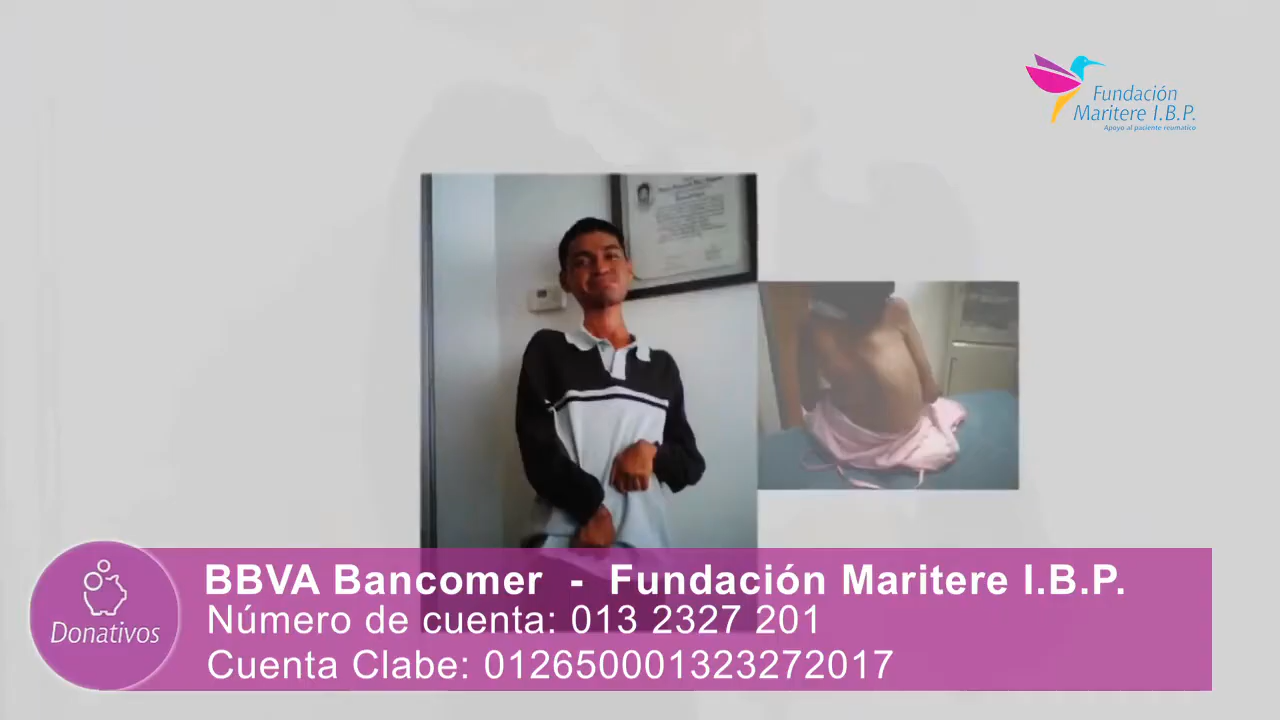 Fundación
Maritere I.B.P.
Apoyo al paciente reumatico
BBVA Bancomer - Fundación Maritere I.B.P.
Número de cuenta: 013 2327 201
Cuenta Clabe: 012650001323272017
Donativos